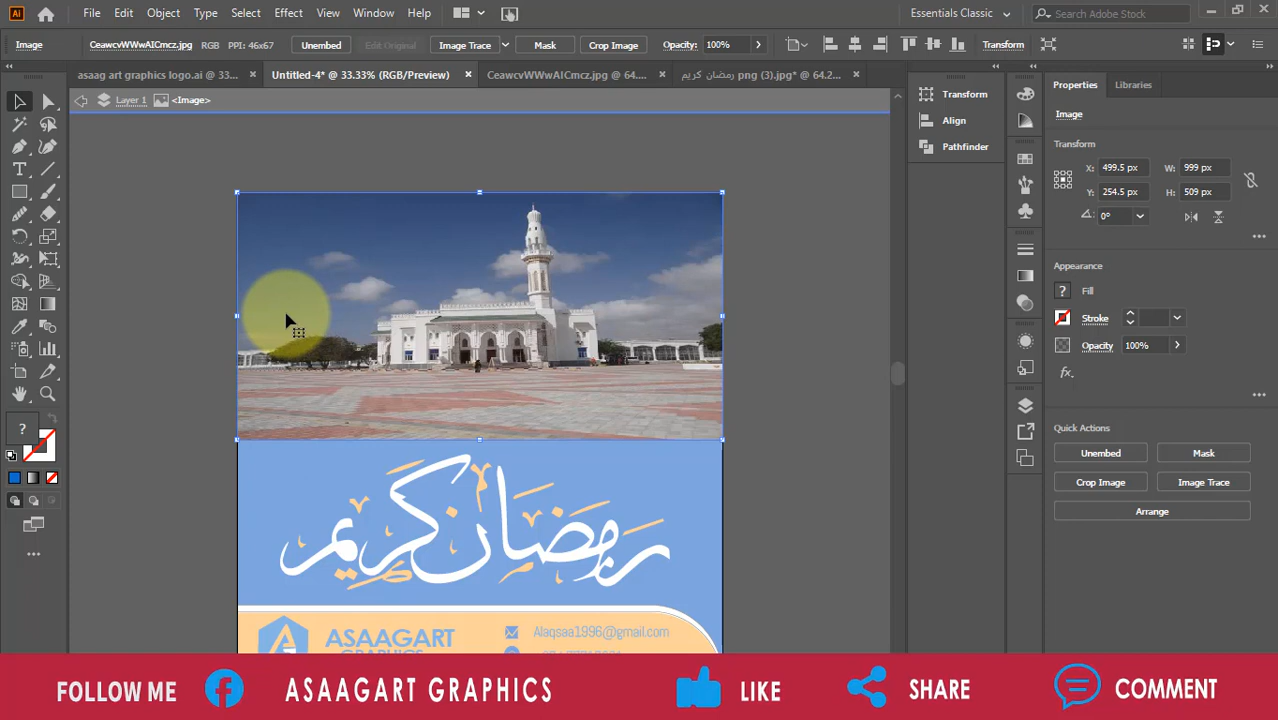 Ai File Edit Object Type Select Effect View Window Help Essentials Classic Search Adobe Stock
Image CeawcvWWwAICmcz.jpg RGB PPI: 46x67 Unembed Edit Original Image Trace Mask Crop Image Opacity: 100% Transform
asaag art graphics logo.ai @ 33.... Untitled-4* @ 33.33% (RGB/Preview) CeawcvWWwAICmcz.jpg @ 64.... رمضان كريم png (3).jpg* @ 64.2...
Layer 1 <Image>
Transform
Align
Pathfinder
Properties Libraries
Image
Transform
X: 499.5 px W: 999 px
Y: 254.5 px H: 509 px
0°
Appearance
? Fill
Stroke
Opacity 100%
fx.
Quick Actions
Unembed Mask
Crop Image Image Trace
Arrange
?
رمضان كريم
ASAAGART Alaqsaa1996@gmail.com
GRAPHICS
FOLLOW ME f ASAAGART GRAPHICS LIKE SHARE COMMENT